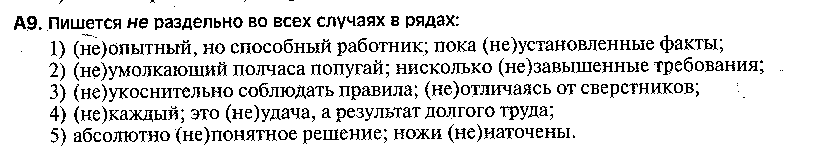 А9. Пишется не раздельно во всех случаях в рядах:
1) (не)опытный, но способный работник; пока (не)установленные факты;
2) (не)умолкающий полчаса попугай; нисколько (не)завышенные требования;
3) (не)укоснительно соблюдать правила; (не)отличаясь от сверстников;
4) (не)каждый; это (не)удача, а результат долгого труда;
5) абсолютно (не)понятное решение; ножи (не)наточены.